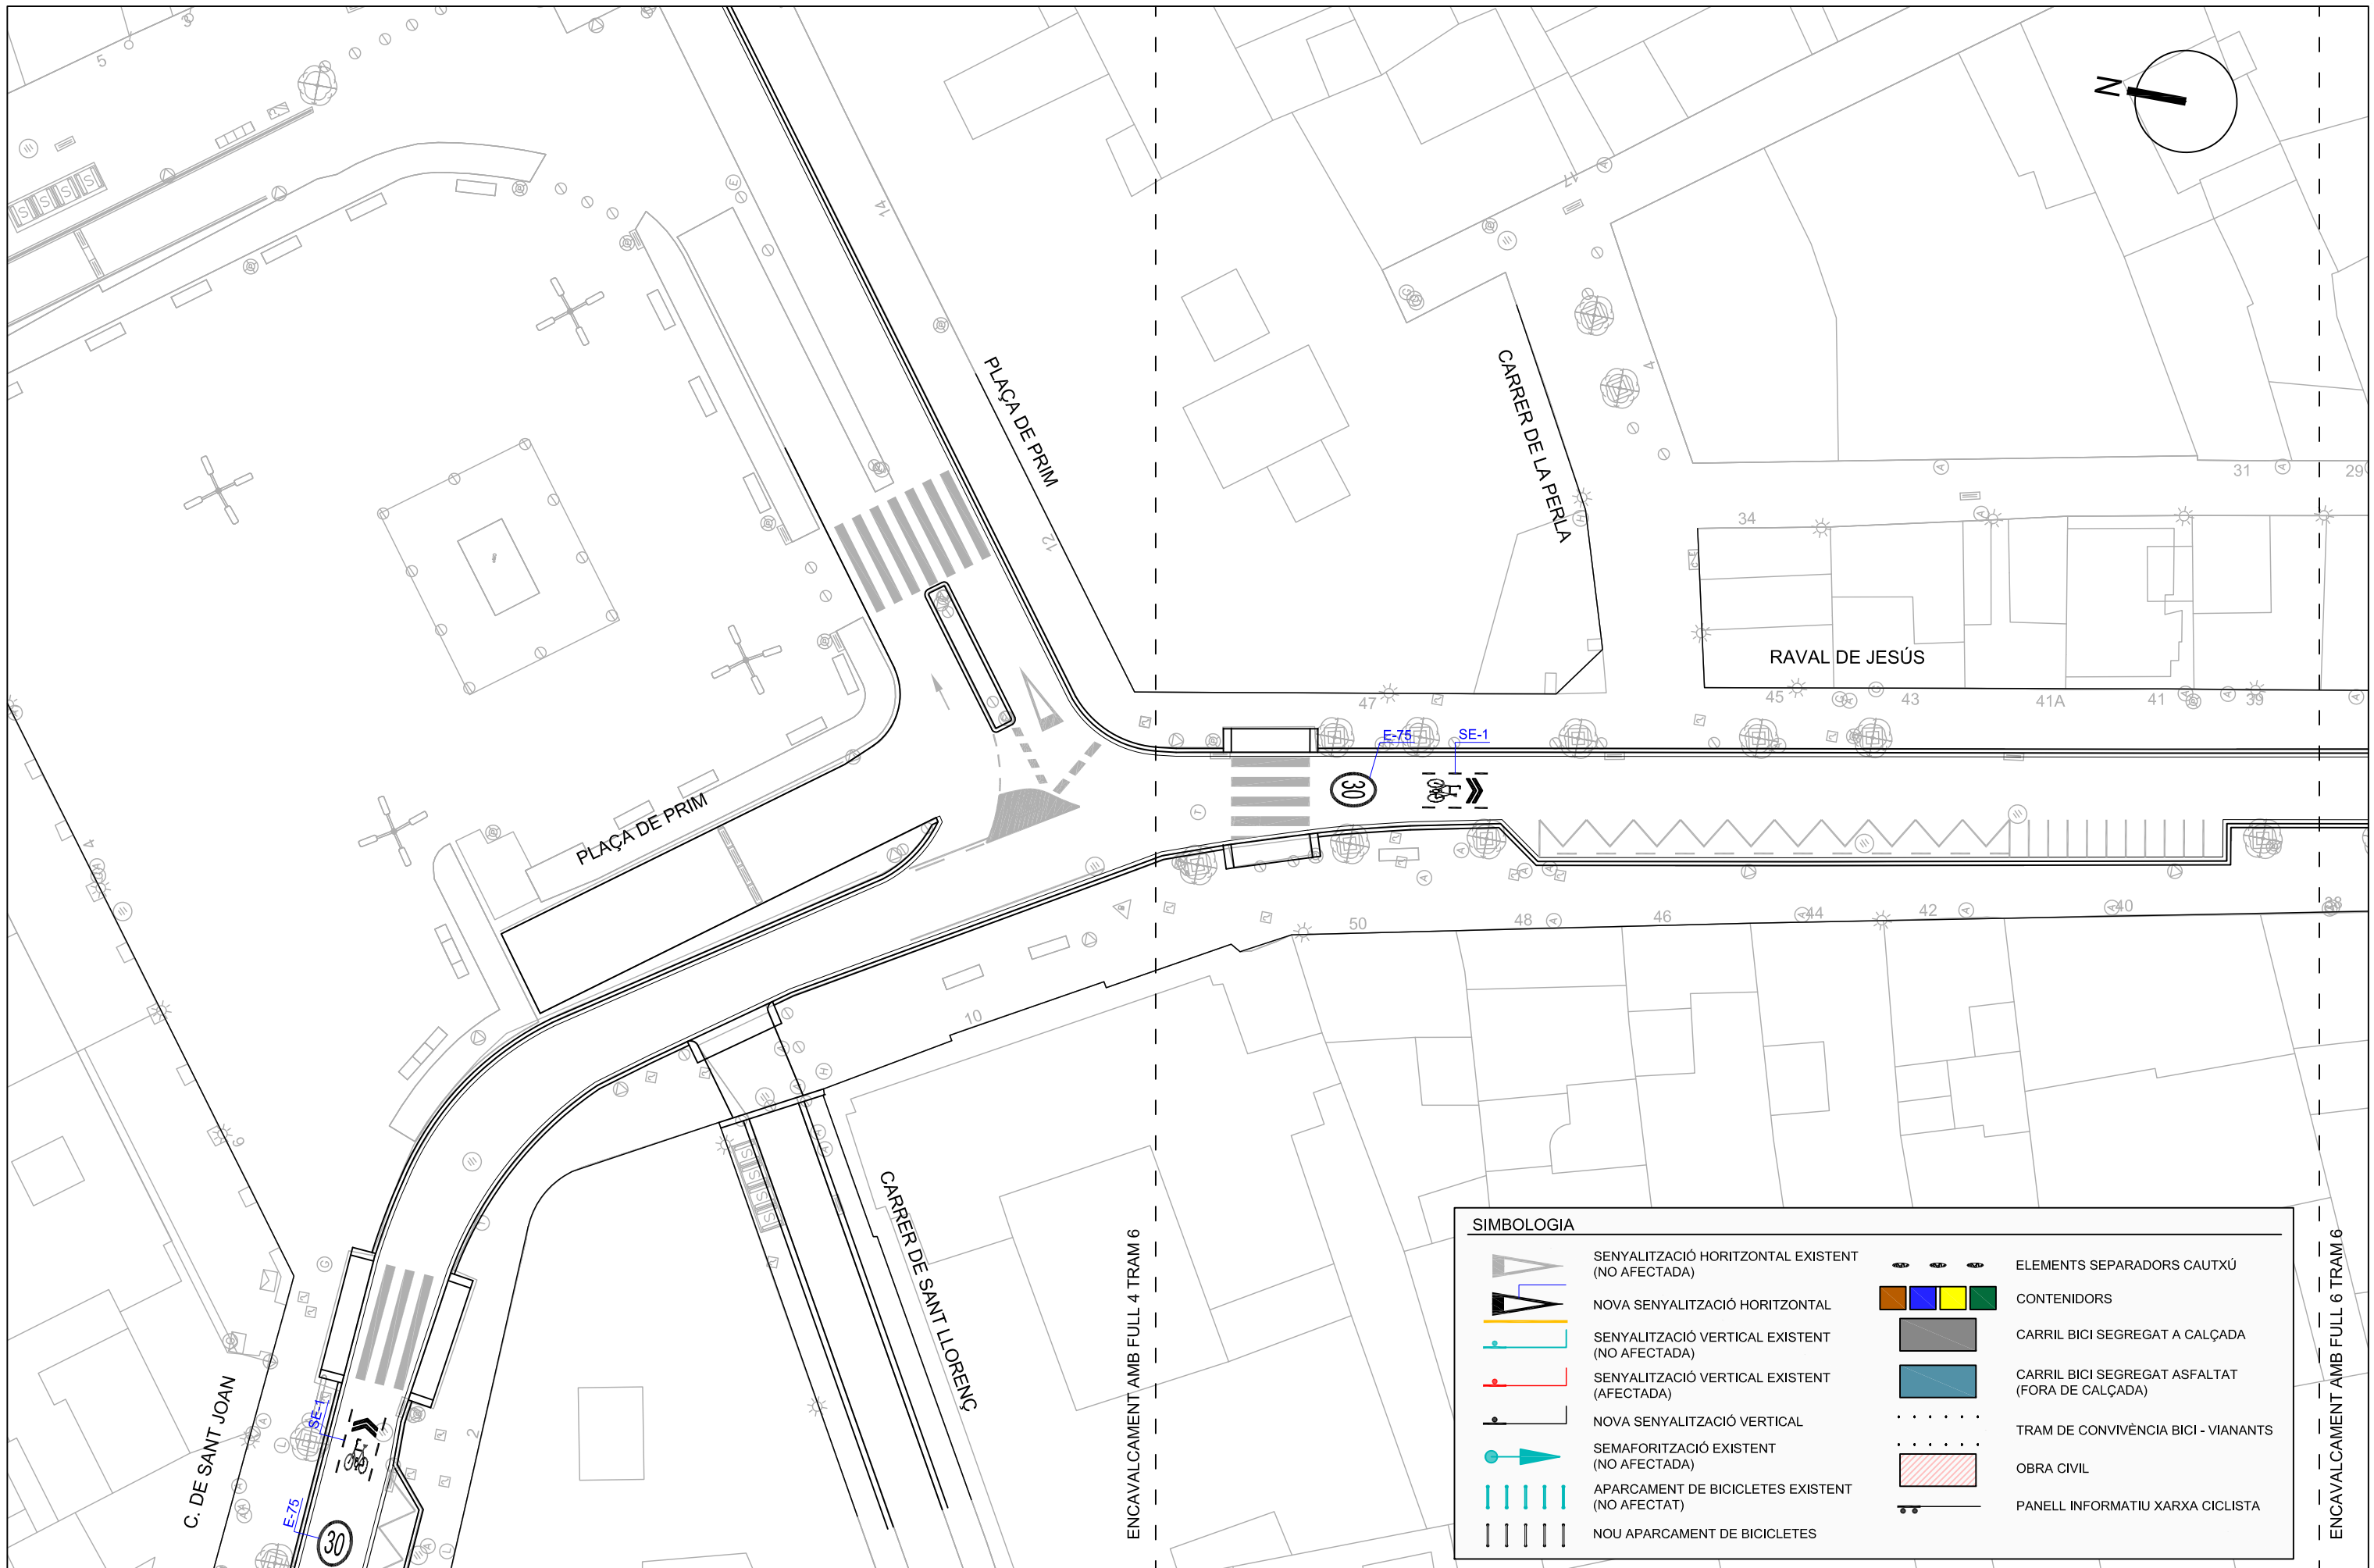 5
3
N
E
14
17
PLAÇA DE PRIM
CARRER DE LA PERLA
4
12
34
31
29
32
RAVAL DE JESÚS
47
45
43
41A
41
39
E-75
SE-1
30
PLAÇA DE PRIM
4
50
48
46
44
42
40
38
10
6
CARRER DE SANT LLORENÇ
C. DE SANT JOAN
2
SE-1
E-75
30
ENCAVALCAMENT AMB FULL 4 TRAM 6
ENCAVALCAMENT AMB FULL 6 TRAM 6
SIMBOLOGIA
SENYALITZACIÓ HORITZONTAL EXISTENT
(NO AFECTADA)
NOVA SENYALITZACIÓ HORITZONTAL
SENYALITZACIÓ VERTICAL EXISTENT
(NO AFECTADA)
SENYALITZACIÓ VERTICAL EXISTENT
(AFECTADA)
NOVA SENYALITZACIÓ VERTICAL
SEMAFORITZACIÓ EXISTENT
(NO AFECTADA)
APARCAMENT DE BICICLETES EXISTENT
(NO AFECTAT)
NOU APARCAMENT DE BICICLETES
ELEMENTS SEPARADORS CAUTXÚ
CONTENIDORS
CARRIL BICI SEGREGAT A CALÇADA
CARRIL BICI SEGREGAT ASFALTAT
(FORA DE CALÇADA)
TRAM DE CONVIVÈNCIA BICI - VIANANTS
OBRA CIVIL
PANELL INFORMATIU XARXA CICLISTA